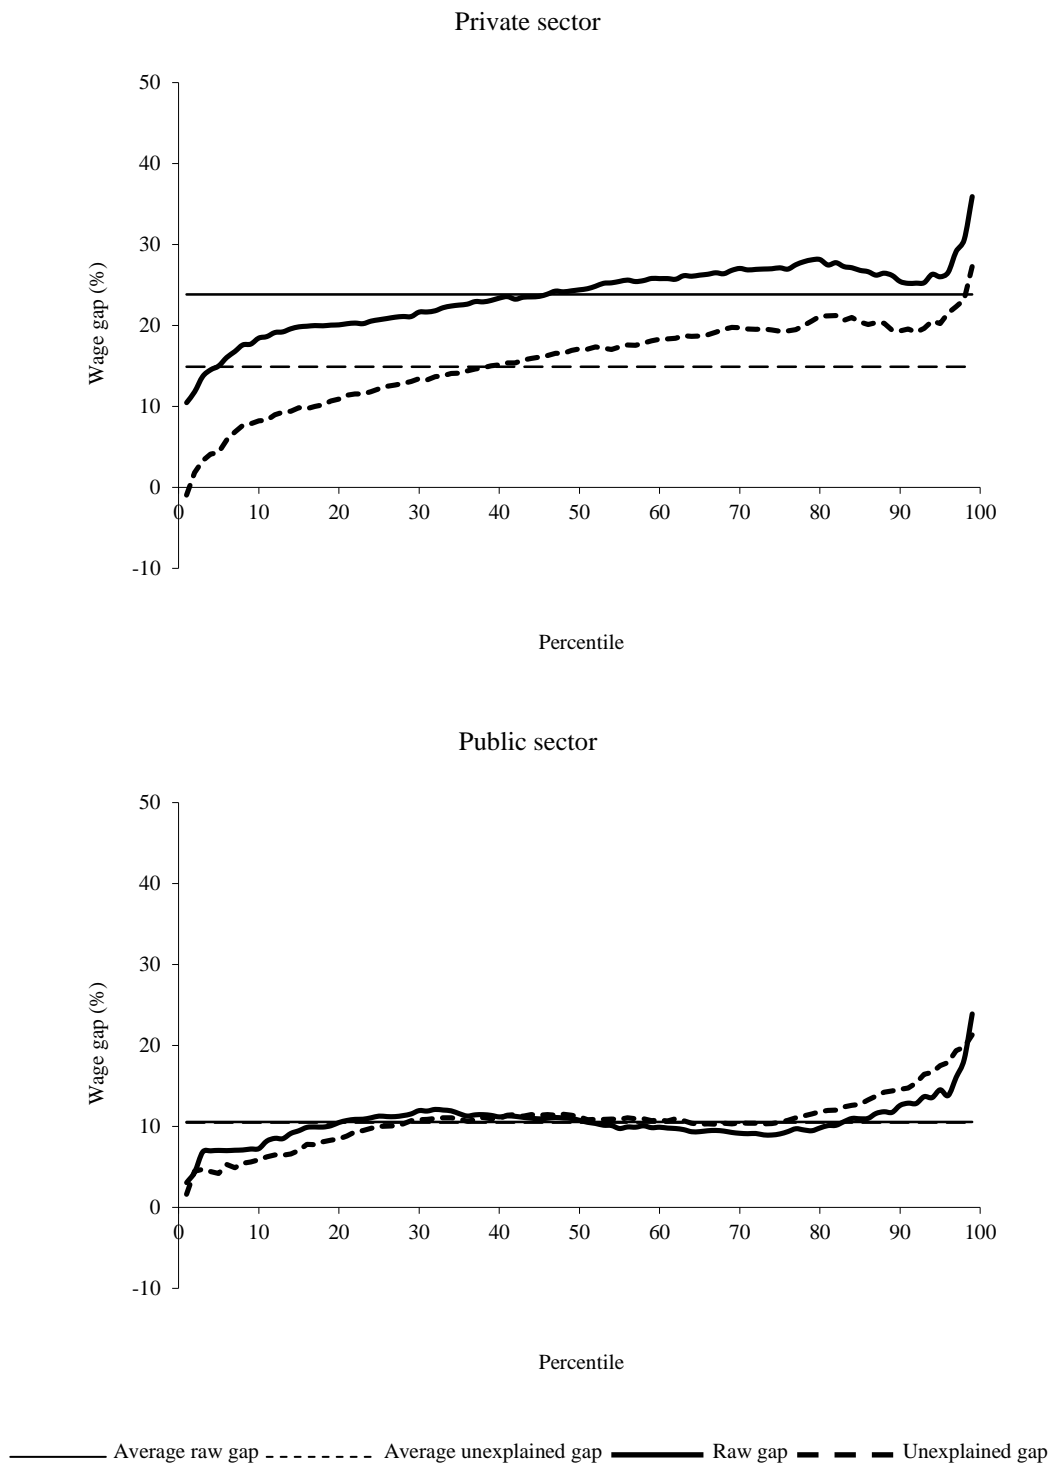 Private sector
50
40
30
20
10
0
-10
0 10 20 30 40 50 60 70 80 90 100
Wage gap (%)
Percentile
Public sector
50
40
30
20
10
0
-10
0 10 20 30 40 50 60 70 80 90 100
Wage gap (%)
Percentile
Average raw gap Average unexplained gap Raw gap Unexplained gap